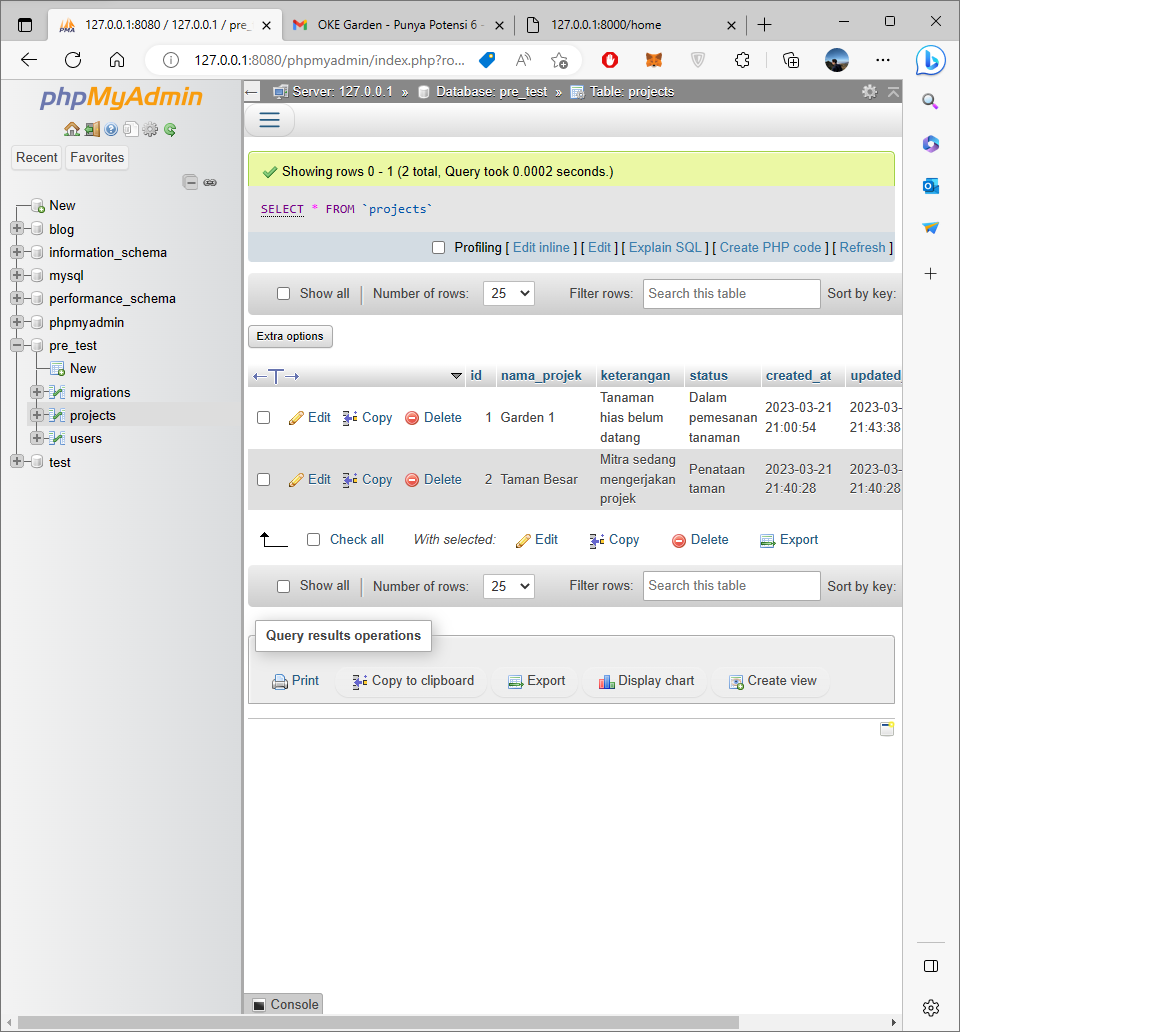 127.0.0.1:8080 / 127.0.0.1 / pre_
OKE Garden - Punya Potensi 6 -
127.0.0.1:8000/home
127.0.0.1:8080/phpmyadmin/index.php?ro...
phpMyAdmin
Recent
Favorites
New
blog
information_schema
mysql
performance_schema
phpmyadmin
pre_test
New
migrations
projects
users
test
Server: 127.0.0.1 » Database: pre_test » Table: projects
Showing rows 0 - 1 (2 total, Query took 0.0002 seconds.)
SELECT * FROM `projects`
Profiling [ Edit inline ] [ Edit ] [ Explain SQL ] [ Create PHP code ] [ Refresh ]
Show all | Number of rows: 25 Filter rows: Search this table Sort by key:
Extra options
←T→ id nama_projek keterangan status created_at updated_
Edit Copy Delete 1 Garden 1
Tanaman
hias belum
datang
Dalam
pemesanan
tanaman
2023-03-21
21:00:54
2023-03-
21:43:38
Edit Copy Delete 2 Taman Besar
Mitra sedang
mengerjakan
projek
Penataan
taman
2023-03-21
21:40:28
2023-03-
21:40:28
Check all With selected: Edit Copy Delete Export
Show all | Number of rows: 25 Filter rows: Search this table Sort by key:
Query results operations
Print Copy to clipboard Export Display chart Create view
Console